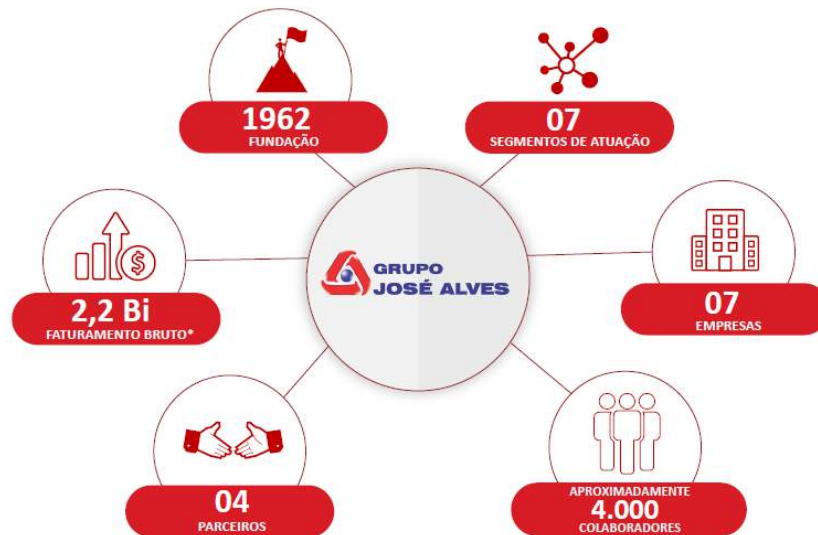 1962
FUNDAÇÃO
07
SEGMENTOS DE ATUAÇÃO
GRUPO
JOSÉ ALVES
2,2 Bi
FATURAMENTO BRUTO*
07
EMPRESAS
04
PARCEIROS
APROXIMADAMENTE
4.000
COLABORADORES